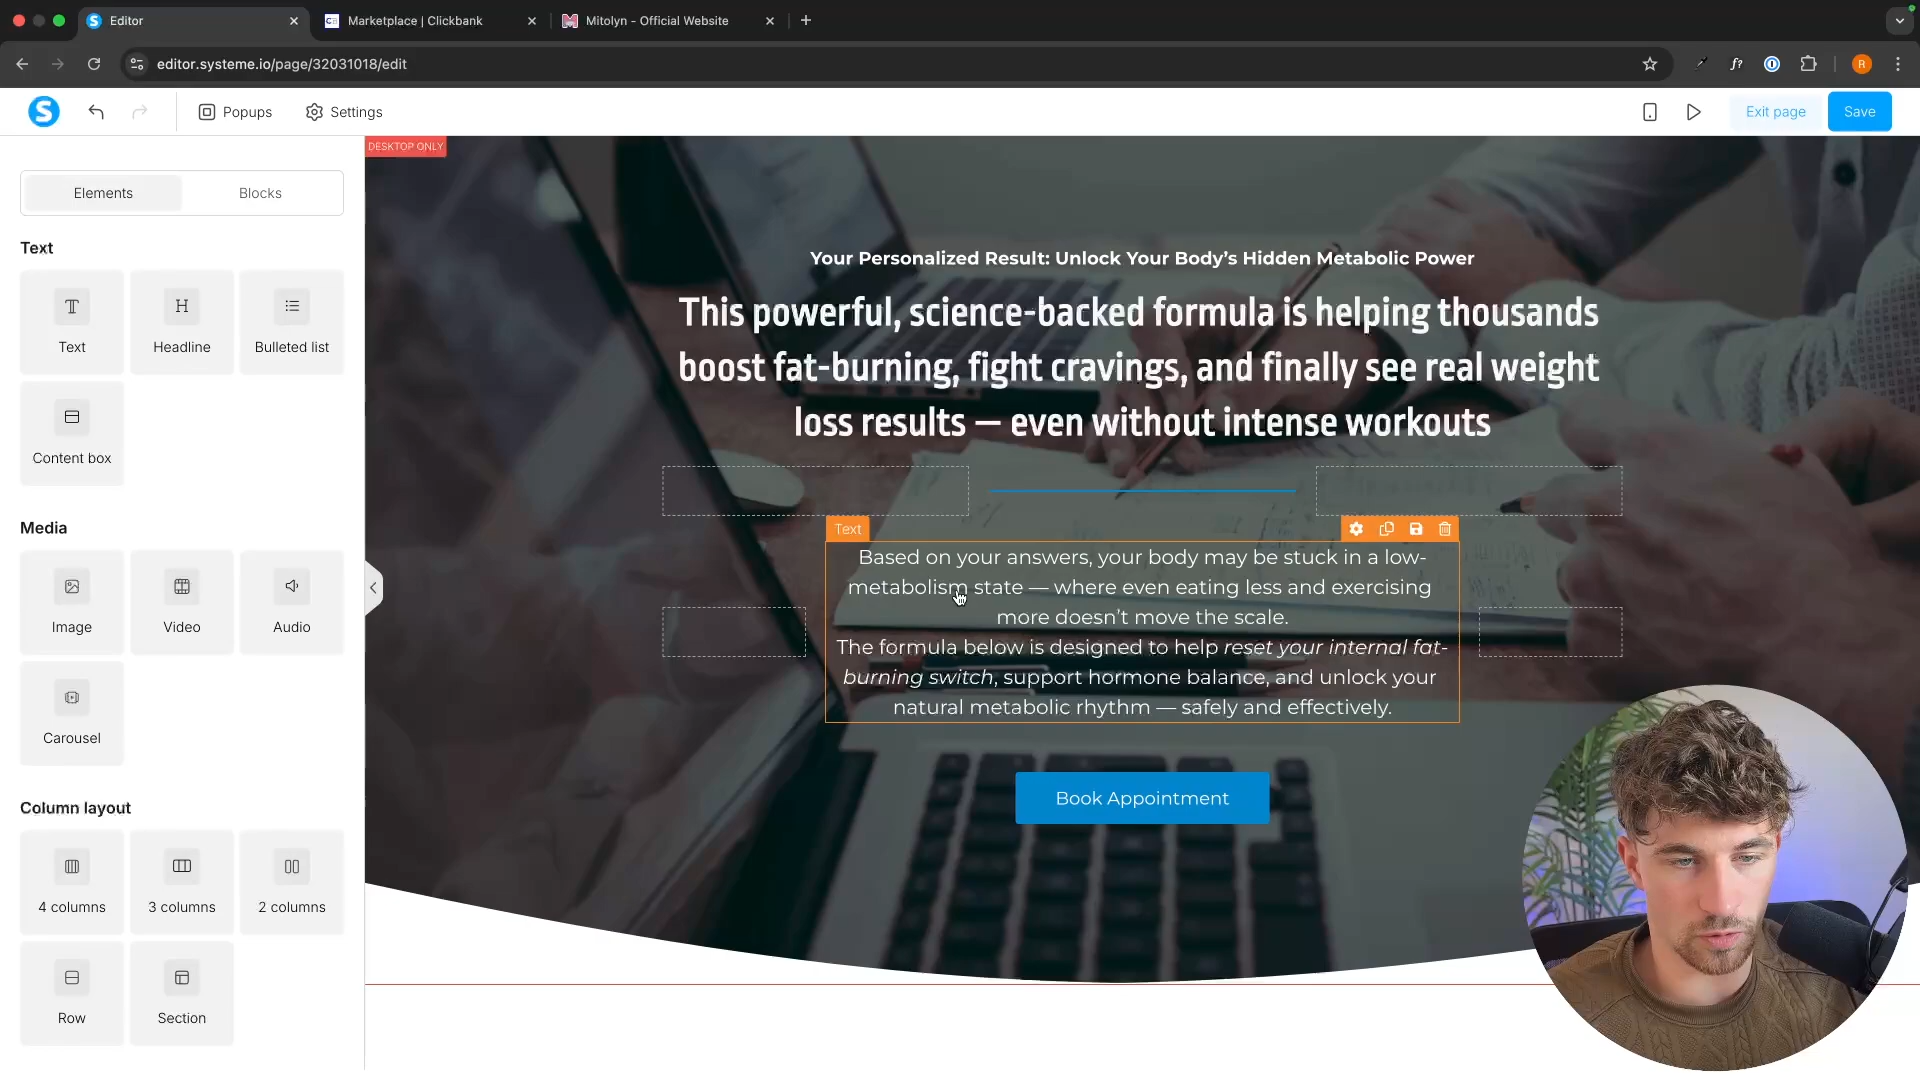 Editor
Marketplace | Clickbank
Mitolyn - Official Website
editor.systeme.io/page/32031018/edit
f?
R
S
Popups
Settings
Exit page
Save
DESKTOP ONLY
Elements
Blocks
Text
Text
Headline
Bulleted list
Content box
Media
Image
Video
Audio
Carousel
Column layout
4 columns
3 columns
2 columns
Row
Section
Your Personalized Result: Unlock Your Body’s Hidden Metabolic Power
This powerful, science-backed formula is helping thousands
boost fat-burning, fight cravings, and finally see real weight
loss results — even without intense workouts
Text
Based on your answers, your body may be stuck in a low-
metabolism state — where even eating less and exercising
more doesn’t move the scale.
The formula below is designed to help reset your internal fat-
burning switch, support hormone balance, and unlock your
natural metabolic rhythm — safely and effectively.
Book Appointment